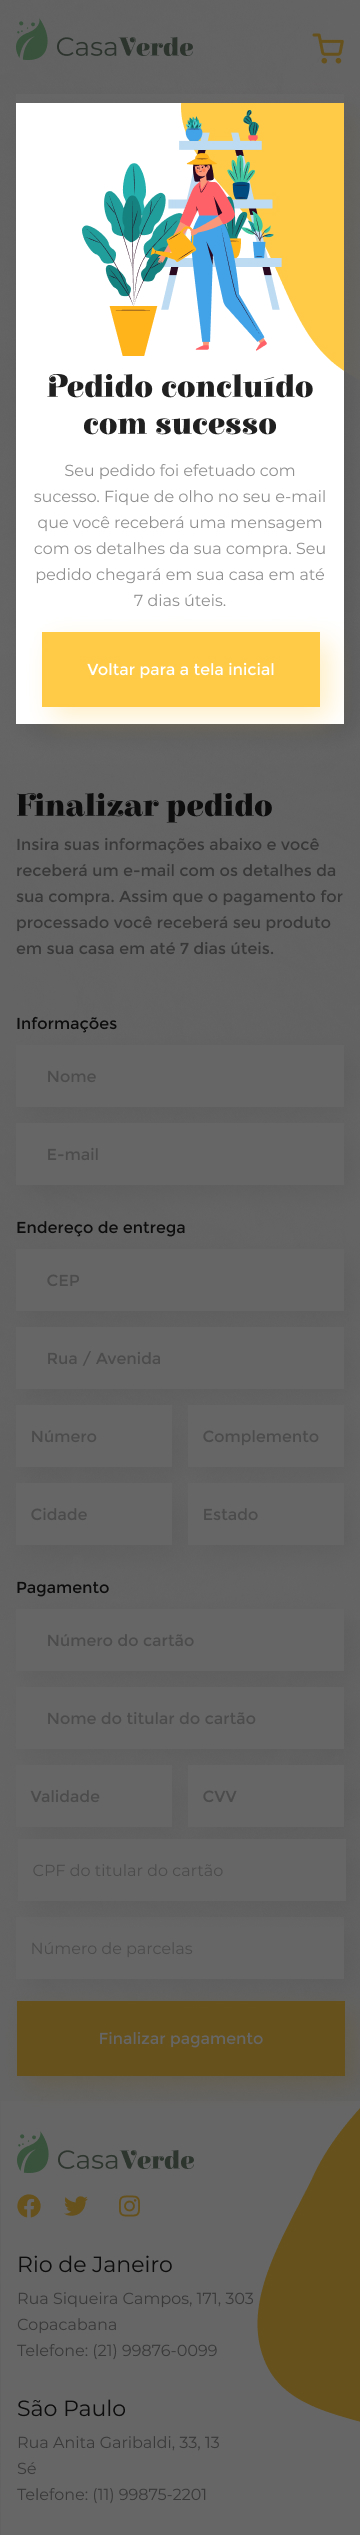 CasaVerde
Pedido concluído
com sucesso
Seu pedido foi efetuado com
sucesso. Fique de olho no seu e-mail
que você receberá uma mensagem
com os detalhes da sua compra. Seu
pedido chegará em sua casa em até
7 dias úteis.
Voltar para a tela inicial
Finalizar pedido
Insira suas informações abaixo e você
receberá um e-mail com os detalhes da
sua compra. Assim que o pagamento for
processado você receberá seu produto
em sua casa em até 7 dias úteis.
Informações
Nome
E-mail
Endereço de entrega
CEP
Rua / Avenida
Número Complemento
Cidade Estado
Pagamento
Número do cartão
Nome do titular do cartão
Validade CVV
CPF do titular do cartão
Número de parcelas
Finalizar pagamento
CasaVerde
Rio de Janeiro
Rua Siqueira Campos, 171, 303
Copacabana
Telefone: (21) 99876-0099
São Paulo
Rua Anita Garibaldi, 33, 13
Sé
Telefone: (11) 99875-2201